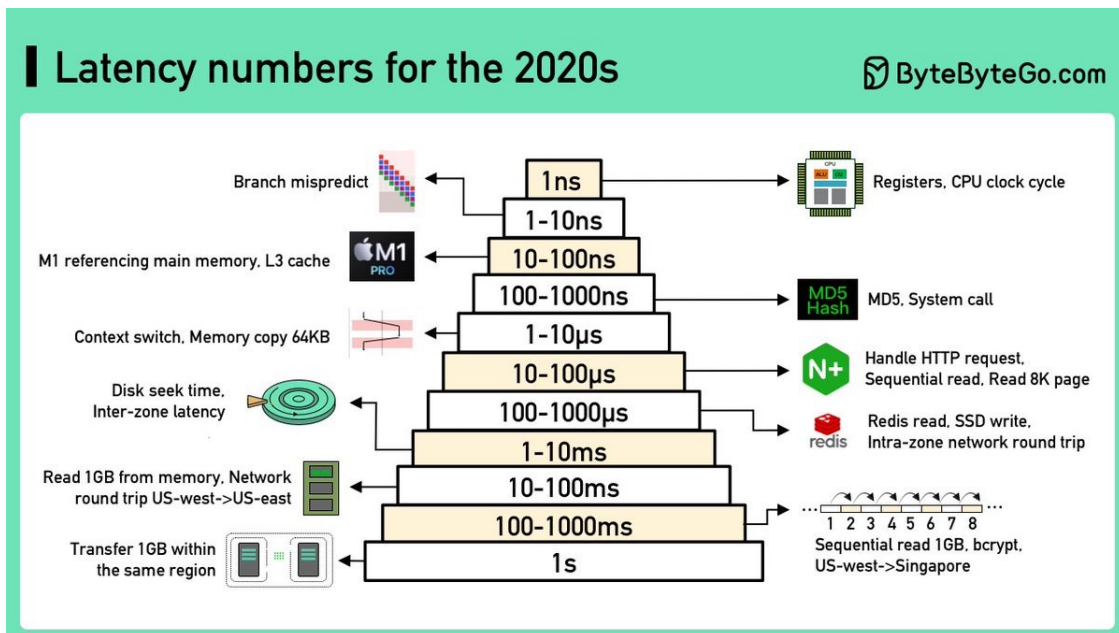 Latency numbers for the 2020s
ByteByteGo.com
1ns
CPU
ALU
Registers, CPU clock cycle
Branch mispredict
1-10ns
M1
PRO
M1 referencing main memory, L3 cache
10-100ns
100-1000ns
MD5
Hash
MD5, System call
Context switch, Memory copy 64KB
1-10µs
10-100µs
N+
Handle HTTP request,
Sequential read, Read 8K page
Disk seek time,
Inter-zone latency
100-1000µs
redis
Redis read, SSD write,
Intra-zone network round trip
1-10ms
Read 1GB from memory, Network
round trip US-west->US-east
10-100ms
100-1000ms
... ...
1 2 3 4 5 6 7 8
Sequential read 1GB, bcrypt,
US-west->Singapore
Transfer 1GB within
the same region
1s